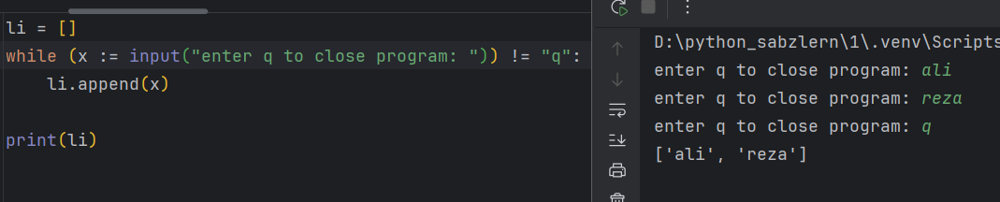 li = []
while (x := input("enter q to close program: ")) != "q":
    li.append(x)
print(li)
D:\python_sabzlern\1\.venv\Scripts
enter q to close program: ali
enter q to close program: reza
enter q to close program: q
['ali', 'reza']